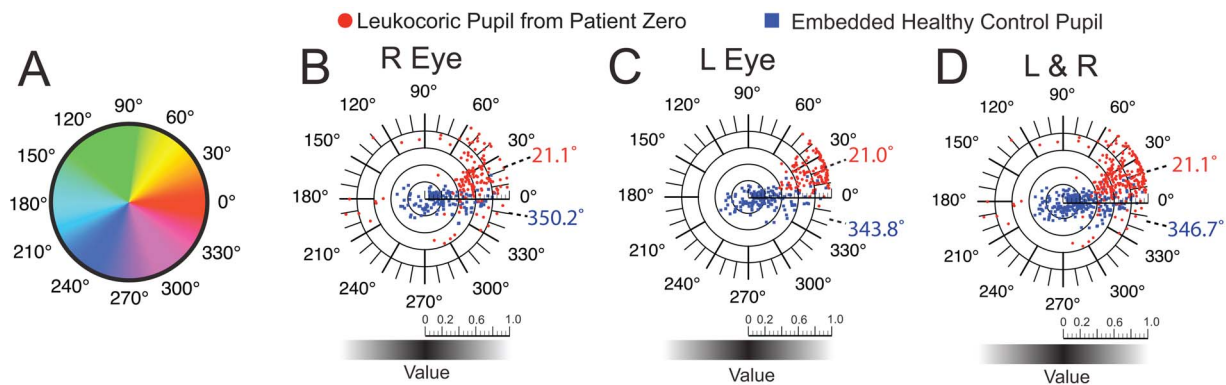 Leukocoric Pupil from Patient Zero Embedded Healthy Control Pupil
A
90°
120° 60°
150° 30°
180° 0°
210° 330°
240° 300°
270°
B
R Eye
90°
120° 60°
150° 30°
21.1°
180° 0°
350.2°
210° 330°
240° 300°
270°
0 0.2 0.6 1.0
Value
C
L Eye
90°
120° 60°
150° 30°
21.0°
180° 0°
343.8°
210° 330°
240° 300°
270°
0 0.2 0.6 1.0
Value
D
L & R
90°
120° 60°
150° 30°
21.1°
180° 0°
346.7°
210° 330°
240° 300°
270°
0 0.2 0.6 1.0
Value